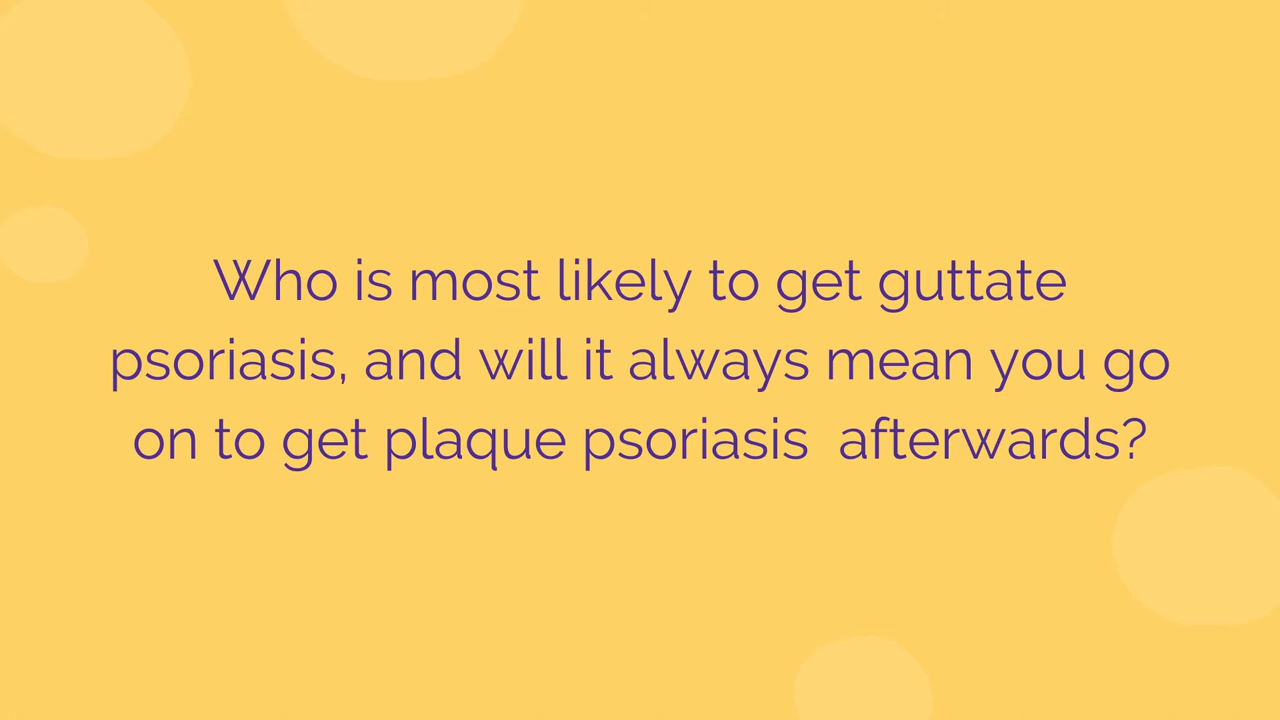 Who is most likely to get guttate
psoriasis, and will it always mean you go
on to get plaque psoriasis  afterwards?